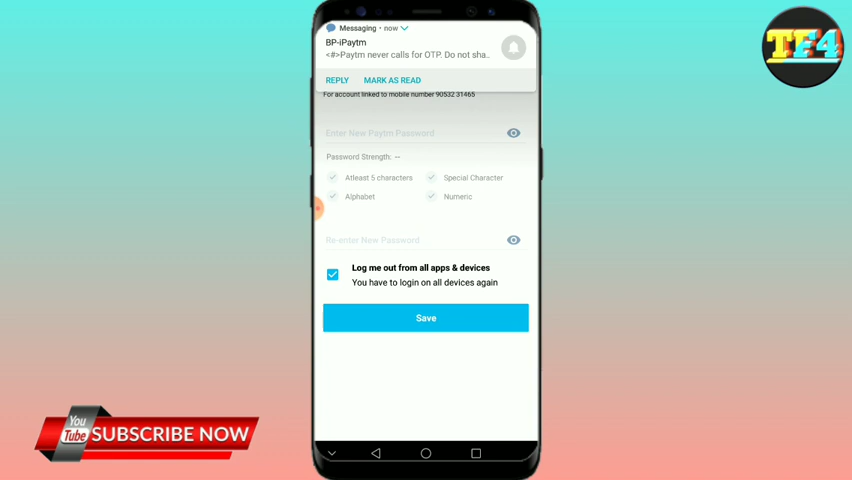 Messaging • now
BP-iPaytm
<#>Paytm never calls for OTP. Do not sha...
REPLY MARK AS READ
For account linked to mobile number 90532 31465
Enter New Paytm Password
Password Strength: --
Atleast 5 characters Special Character
Alphabet Numeric
Re-enter New Password
Log me out from all apps & devices
You have to login on all devices again
Save
TF4
You
Tube SUBSCRIBE NOW